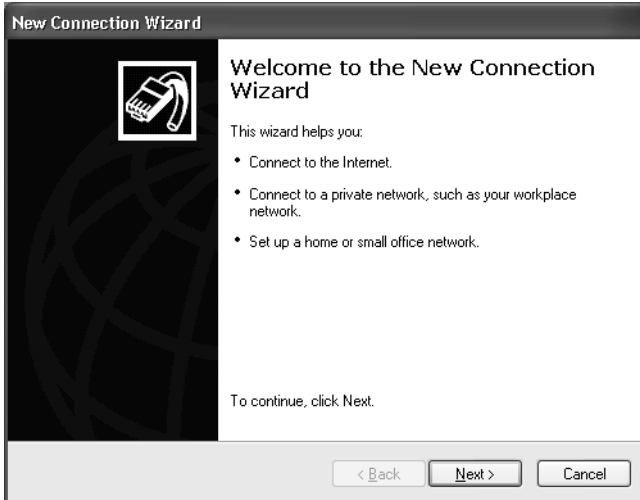 New Connection Wizard
Welcome to the New Connection
Wizard
This wizard helps you:
• Connect to the Internet.
• Connect to a private network, such as your workplace
network.
• Set up a home or small office network.
To continue, click Next.
< Back
Next >
Cancel